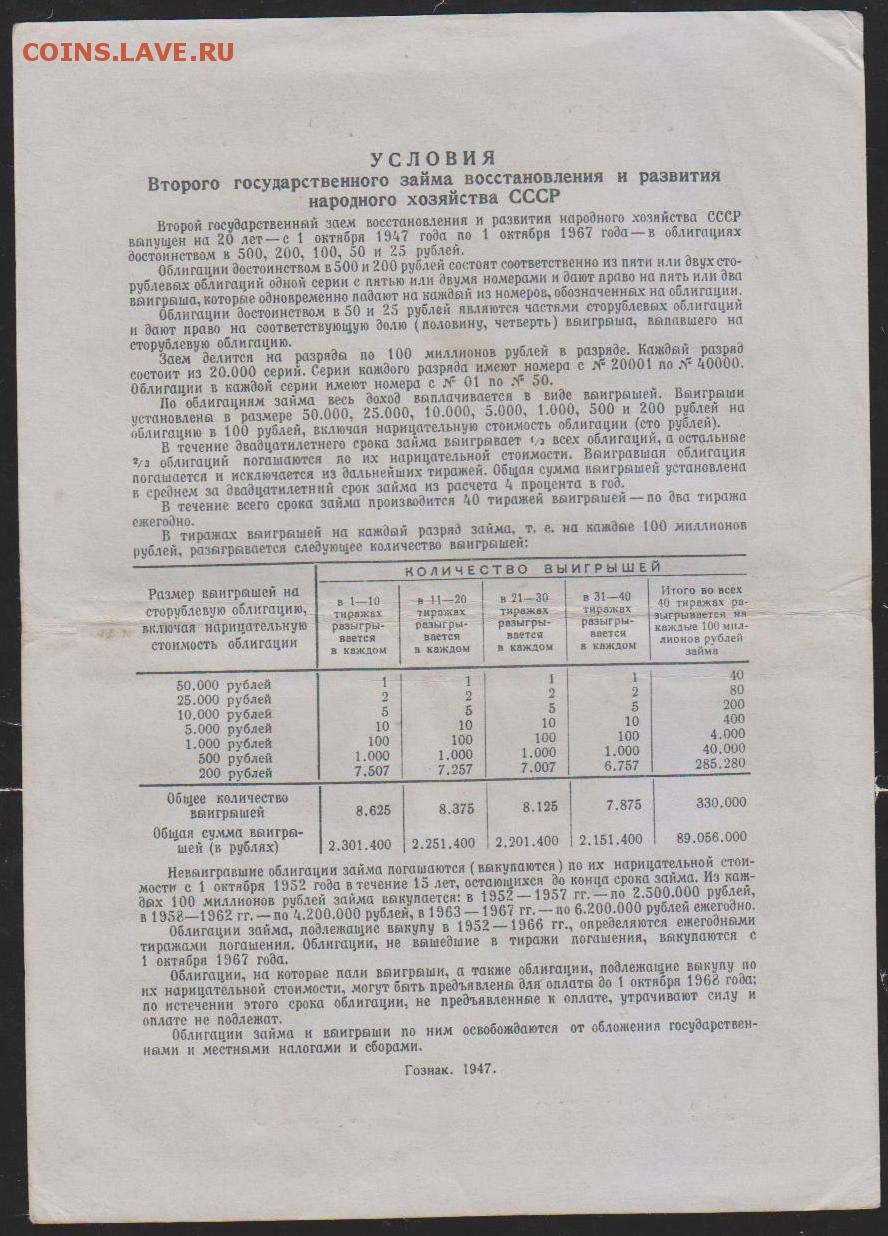 COINS.LAVE.RU
УСЛОВИЯ
Второго государственного займа восстановления и развития
народного хозяйства СССР
Второй государственный заем восстановления и развития народного хозяйства СССР
выпущен на 20 лет—с 1 октября 1947 года по 1 октября 1967 года—в облигациях
достоинством в 500, 200, 100, 50 и 25 рублей.
Облигации достоинством в 500 и 200 рублей состоят соответственно из пяти или двух сто-
рублевых облигаций одной серии с пятью или двумя номерами и дают право на пять или два
выигрыша, которые одновременно падают на каждый из номеров, обозначенных на облигации.
Облигации достоинством в 50 и 25 рублей являются частями сторублевых облигаций
и дают право на соответствующую долю (половину, четверть) выигрыша, выпавшего на
сторублевую облигацию.
Заем делится на разряды по 100 миллионов рублей в разряде. Каждый разряд
состоит из 20.000 серий. Серии каждого разряда имеют номера с № 20001 по № 40000.
Облигации в каждой серии имеют номера с № 01 по № 50.
По облигациям займа весь доход выплачивается в виде выигрышей. Выигрыши
установлены в размере 50.000, 25.000, 10.000, 5.000, 1.000, 500 и 200 рублей на
облигацию в 100 рублей, включая нарицательную стоимость облигации (сто рублей).
В течение двадцатилетнего срока займа выигрывает 1/3 всех облигаций, а остальные
2/3 облигаций погашаются по их нарицательной стоимости. Выигравшая облигация
погашается и исключается из дальнейших тиражей. Общая сумма выигрышей установлена
в среднем за двадцатилетний срок займа из расчета 4 процента в год.
В течение всего срока займа производится 40 тиражей выигрышей—по два тиража
ежегодно.
В тиражах выигрышей на каждый разряд займа, т. е. на каждые 100 миллионов
рублей, разыгрывается следующее количество выигрышей:
Размер выигрышей на
сторублевую облигацию,
включая нарицательную
стоимость облигации
КОЛИЧЕСТВО ВЫИГРЫШЕЙ
в 1—10
тиражах
разыгры-
вается
в каждом
в 11—20
тиражах
разыгры-
вается
в каждом
в 21—30
тиражах
разыгры-
вается
в каждом
в 31—40
тиражах
разыгры-
вается
в каждом
Итого во всех
40 тиражах ра-
зыгрывается на
каждые 100 мил-
лионов рублей
займа
50.000 рублей 1 1 1 1 40
25.000 рублей 2 2 2 2 80
10.000 рублей 5 5 5 5 200
5.000 рублей 10 10 10 10 400
1.000 рублей 100 100 100 100 4.000
500 рублей 1.000 1.000 1.000 1.000 40.000
200 рублей 7.507 7.257 7.007 6.757 285.280
Общее количество
выигрышей 8.625 8.375 8.125 7.875 330.000
Общая сумма выигры-
шей (в рублях) 2.301.400 2.251.400 2.201.400 2.151.400 89.056.000
Невыигравшие облигации займа погашаются (выкупаются) по их нарицательной стои-
мости с 1 октября 1952 года в течение 15 лет, остающихся до конца срока займа. Из каж-
дых 100 миллионов рублей займа выкупается: в 1952—1957 гг.—по 2.500.000 рублей,
в 1958—1962 гг.—по 4.200.000 рублей, в 1963—1967 гг.—по 6.200.000 рублей ежегодно.
Облигации займа, подлежащие выкупу в 1952—1966 гг., определяются ежегодными
тиражами погашения. Облигации, не вышедшие в тиражи погашения, выкупаются с
1 октября 1967 года.
Облигации, на которые пали выигрыши, а также облигации, подлежащие выкупу по
их нарицательной стоимости, могут быть предъявлены для оплаты до 1 октября 1968 года;
по истечении этого срока облигации, не предъявленные к оплате, утрачивают силу и
оплате не подлежат.
Облигации займа и выигрыши по ним освобождаются от обложения государствен-
ными и местными налогами и сборами.
Гознак. 1947.